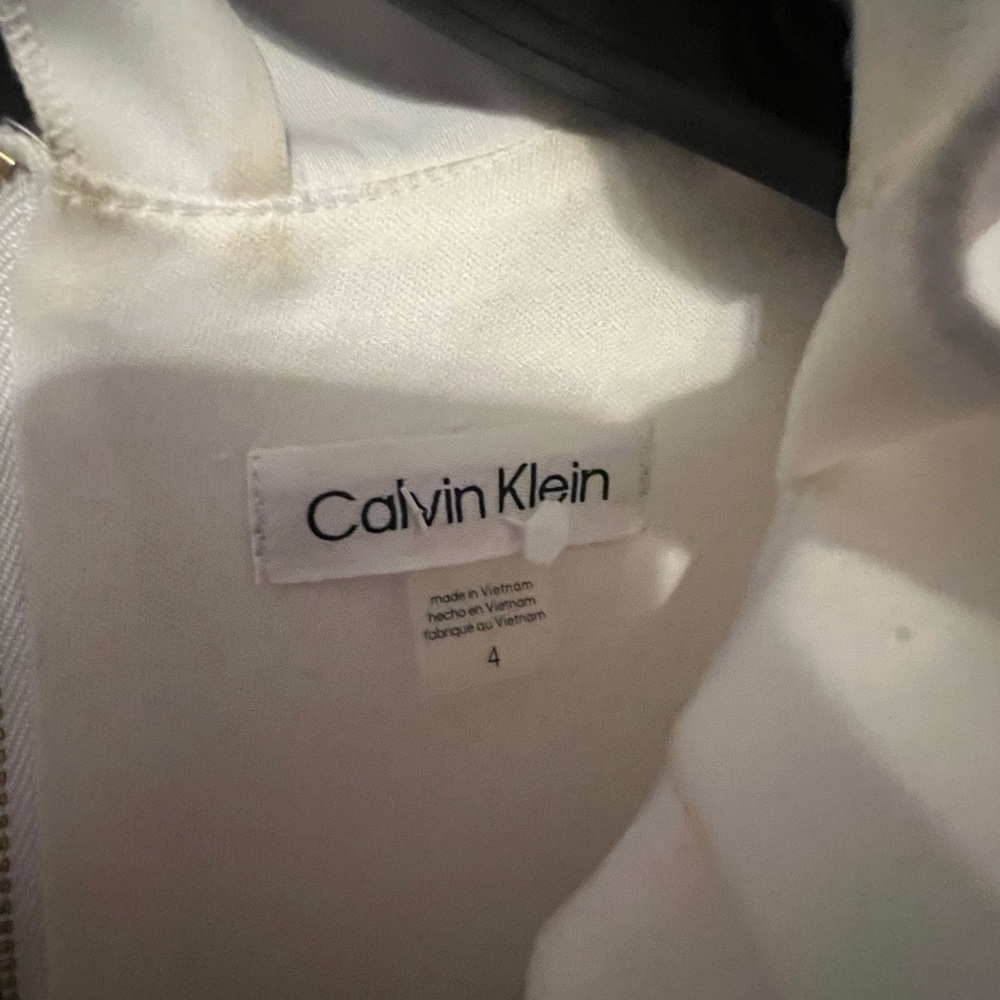 Calvin Klein
made in Vietnam
hecho en Vietnam
fabriqué au Vietnam
4